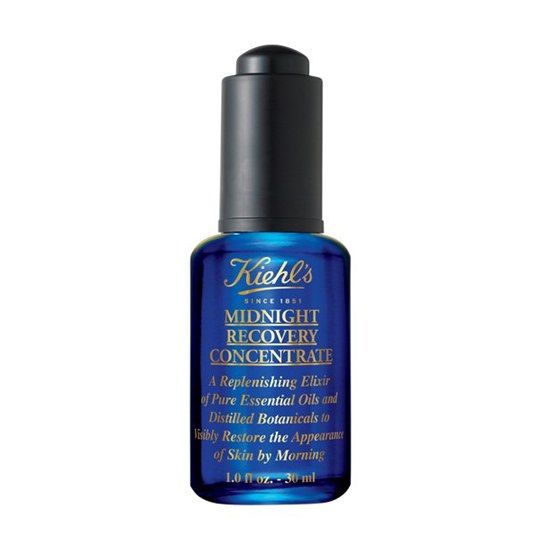 Kiehl's
SINCE 1851
MIDNIGHT
RECOVERY
CONCENTRATE
A Replenishing Elixir
of Pure Essential Oils and
Distilled Botanicals to
Visibly Restore the Appearance
of Skin by Morning
1.0 fl oz. - 30 ml